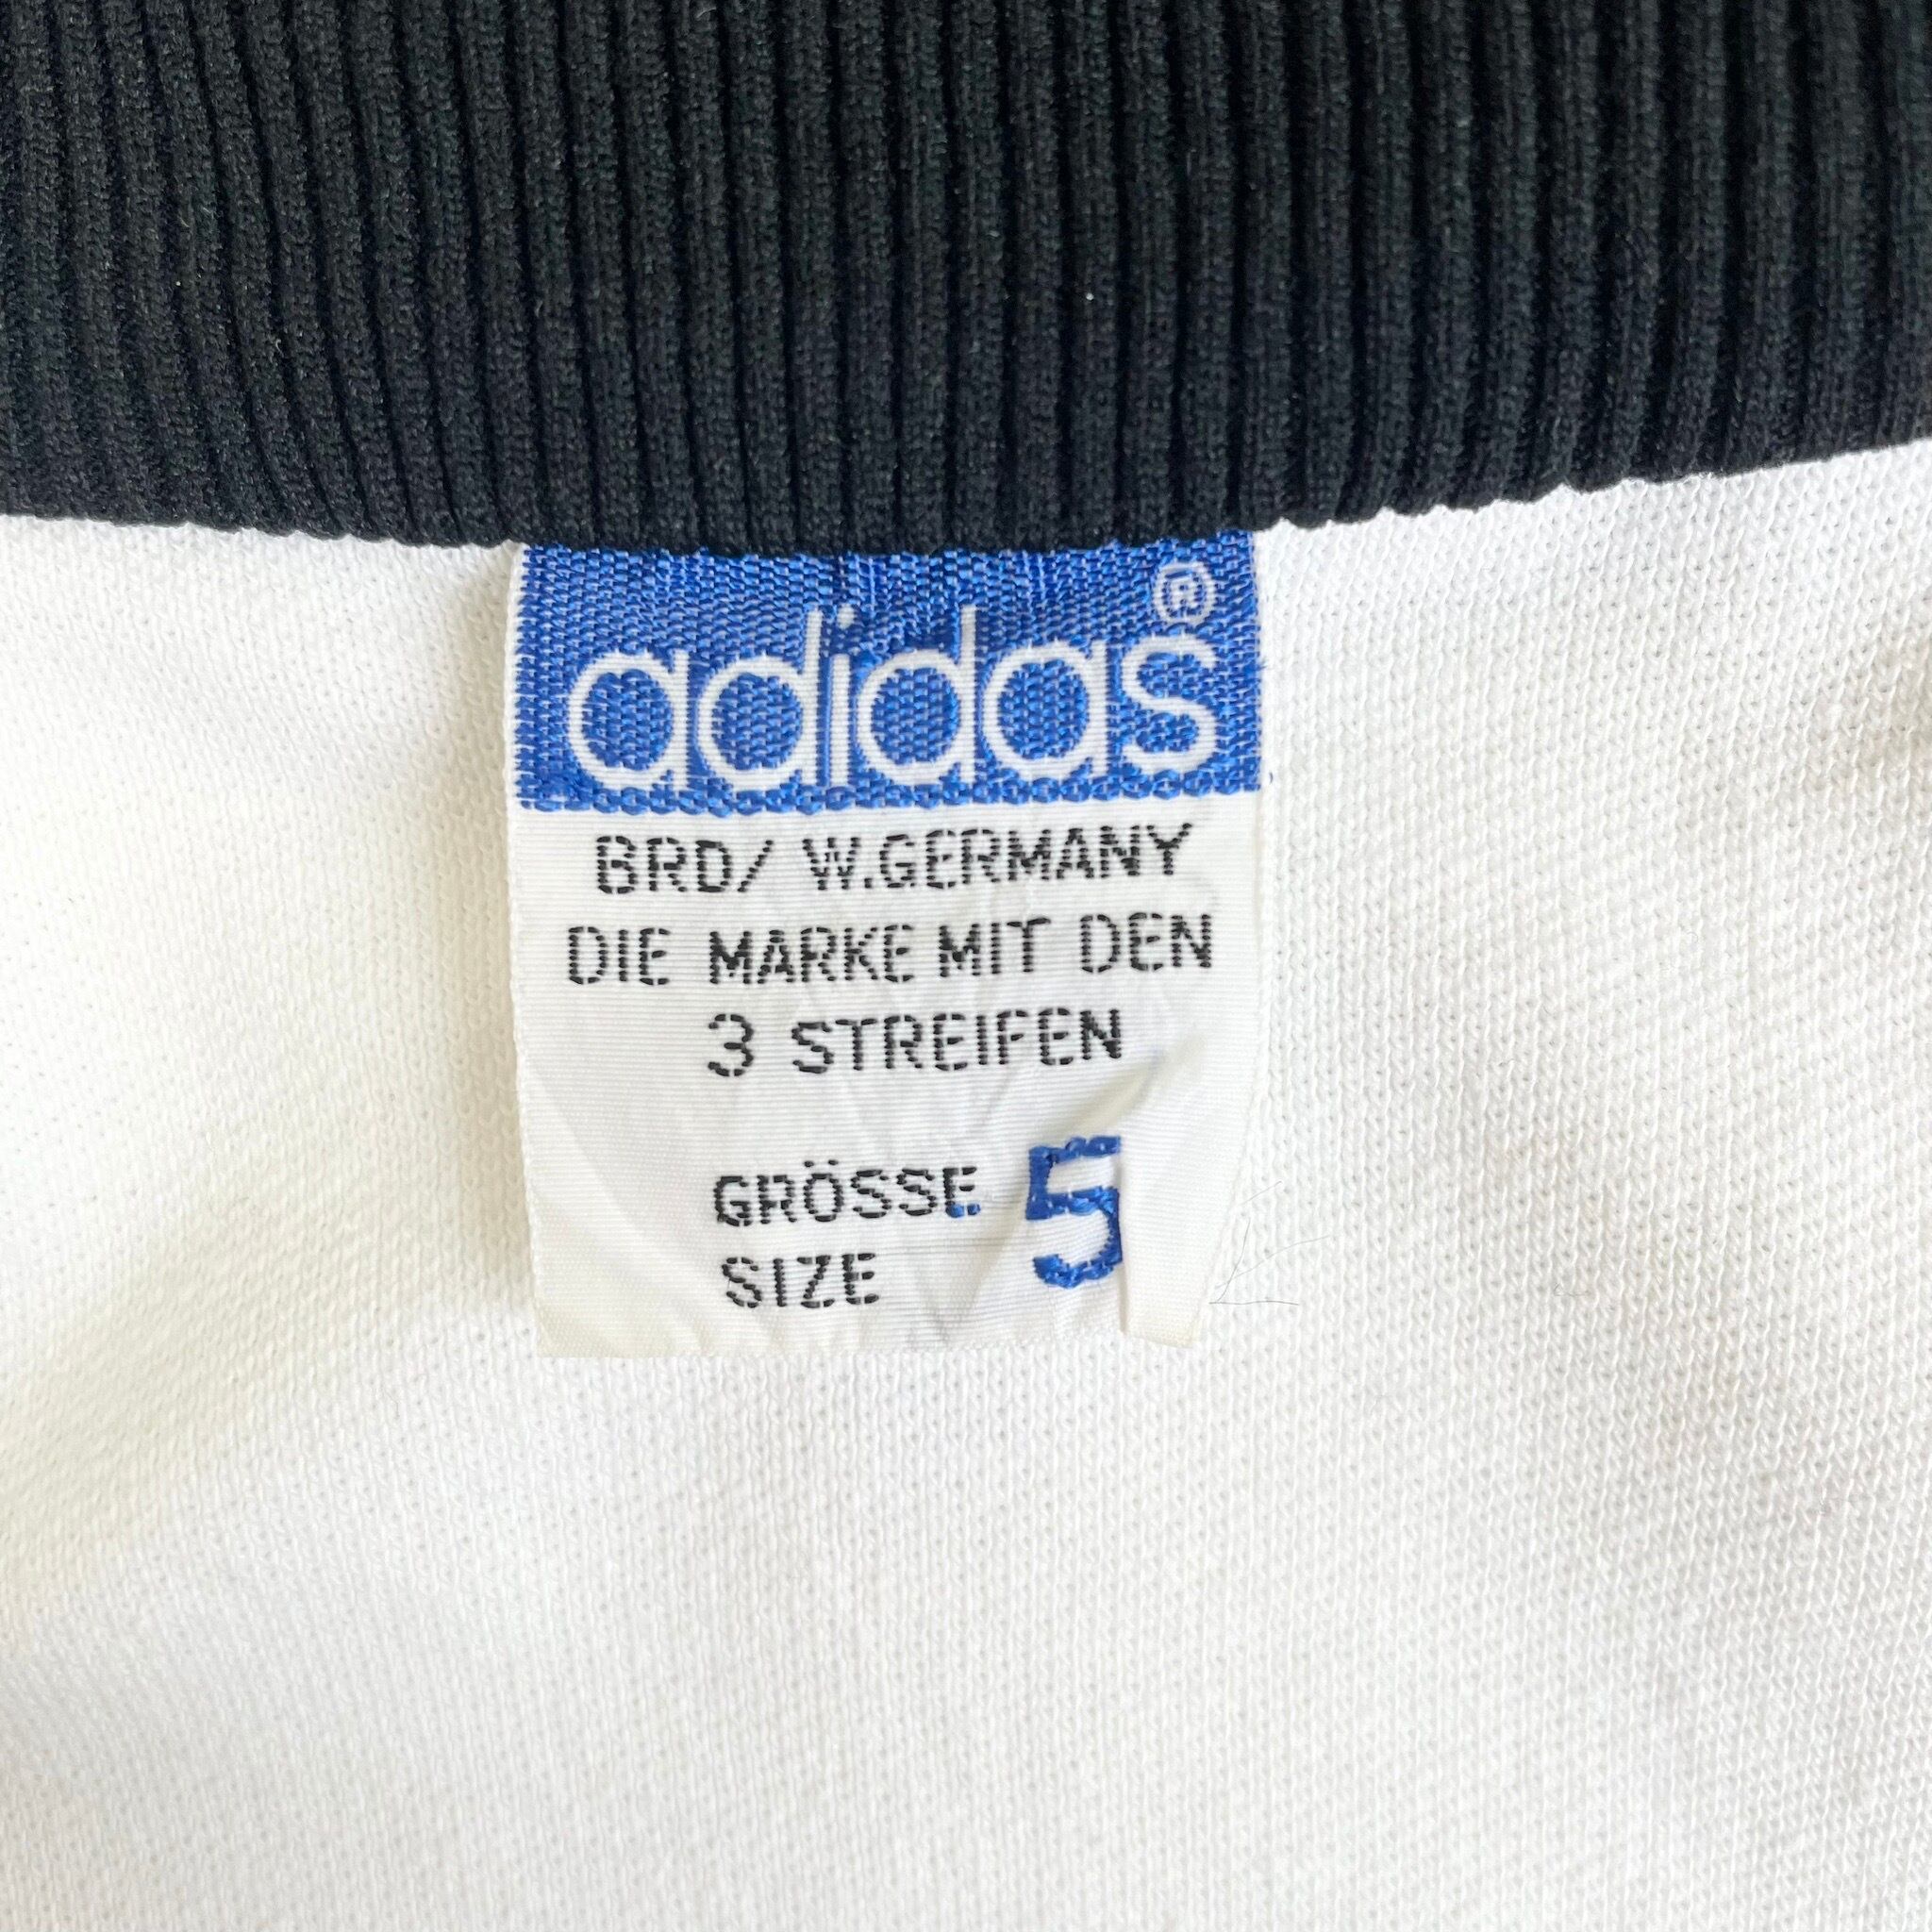 adidas®
BRD/ W.GERMANY
DIE MARKE MIT DEN
3 STREIFEN
GRÖSSE 5
SIZE